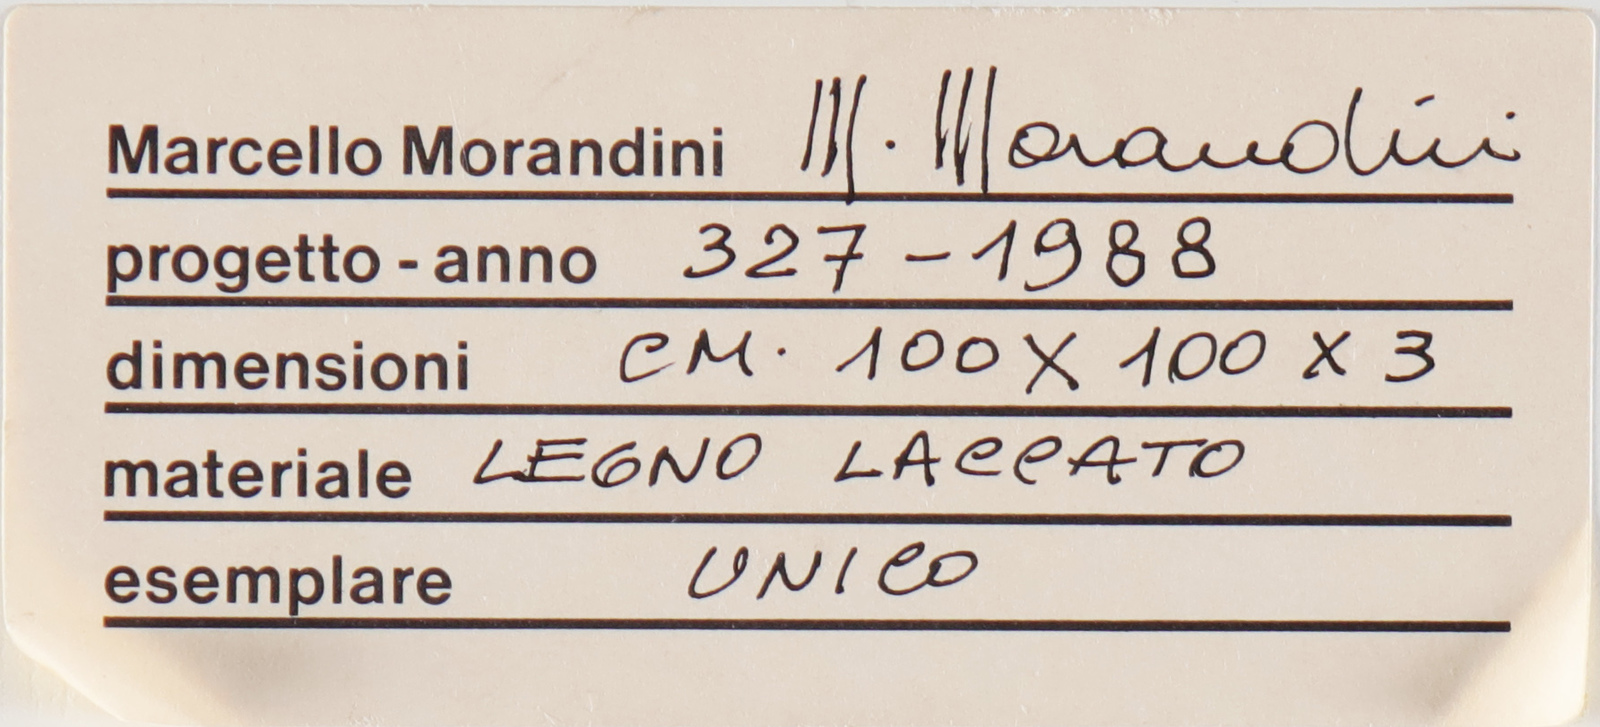 Marcello Morandini M. Morandini
progetto - anno 327 - 1988
dimensioni CM. 100 X 100 X 3
materiale LEGNO LACCATO
esemplare UNICO